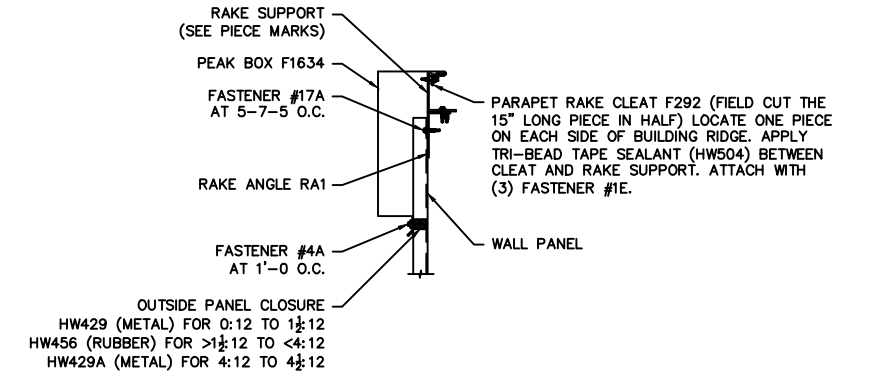 RAKE SUPPORT
(SEE PIECE MARKS)
PEAK BOX F1634
FASTENER #17A
AT 5-7-5 O.C.
RAKE ANGLE RA1
FASTENER #4A
AT 1'-0 O.C.
OUTSIDE PANEL CLOSURE
HW429 (METAL) FOR 0:12 TO 1½:12
HW456 (RUBBER) FOR >1½:12 TO <4:12
HW429A (METAL) FOR 4:12 TO 4½:12
PARAPET RAKE CLEAT F292 (FIELD CUT THE
15" LONG PIECE IN HALF) LOCATE ONE PIECE
ON EACH SIDE OF BUILDING RIDGE. APPLY
TRI-BEAD TAPE SEALANT (HW504) BETWEEN
CLEAT AND RAKE SUPPORT. ATTACH WITH
(3) FASTENER #1E.
WALL PANEL